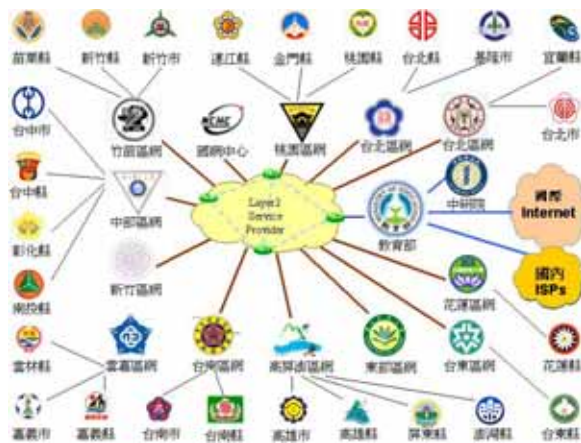 苗栗縣
新竹縣
新竹市
連江縣
金門縣
桃園縣
台北縣
基隆市
宜蘭縣
台中市
竹苗區網
國網中心
桃園區網
台北區網
台北區網
台北市
台中縣
中部區網
Layer2
Service
Provider
教育部
中研院
國際
Internet
彰化縣
新竹區網
國內
ISPs
南投縣
花蓮區網
雲林縣
雲嘉區網
台南區網
高屏澎區網
東部區網
台東區網
花蓮縣
嘉義市
嘉義縣
台南市
台南縣
高雄市
高雄縣
屏東縣
澎湖縣
台東縣